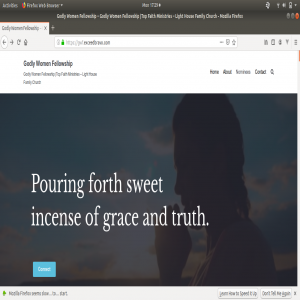 Activities Firefox Web Browser Mon 17:29
Godly Women Fellowship – Godly Women Fellowship |Top Faith Ministries – Light House Family Church - Mozilla Firefox
Godly Women Fellowship
https://gwf.exceedbrave.com
Godly Women Fellowship
Godly Women Fellowship |Top Faith Ministries – Light House
Family Church
Home About Nominees Contact
Pouring forth sweet
incense of grace and truth.
Connect
Mozilla Firefox seems slow... to... start.
Learn How to Speed It Up Don't Tell Me Again